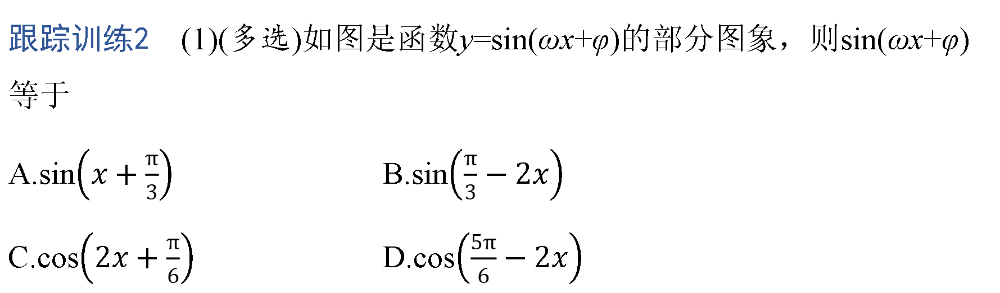 跟踪训练2 (1)(多选)如图是函数y=sin(ωx+φ)的部分图象，则sin(ωx+φ)
等于
A.sin(x + π/3) B.sin(π/3 − 2x)
C.cos(2x + π/6) D.cos(5π/6 − 2x)